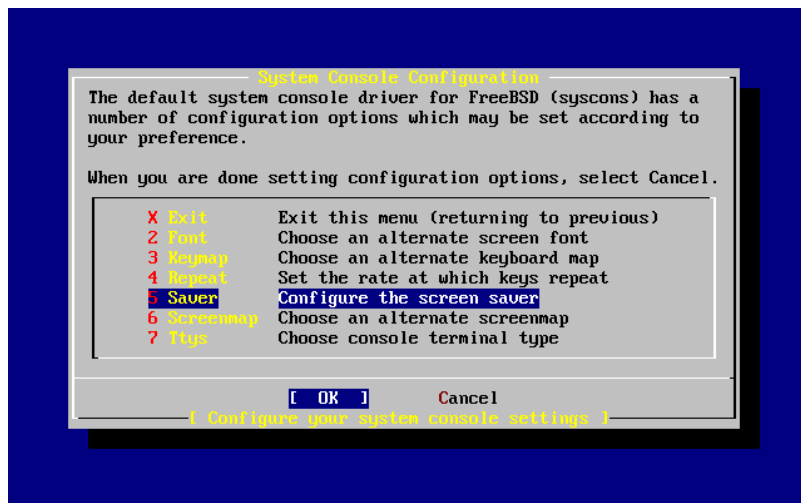 System Console Configuration
The default system console driver for FreeBSD (syscons) has a
number of configuration options which may be set according to
your preference.
When you are done setting configuration options, select Cancel.
X Exit Exit this menu (returning to previous)
2 Font Choose an alternate screen font
3 Keymap Choose an alternate keyboard map
4 Repeat Set the rate at which keys repeat
5 Saver Configure the screen saver
6 Screenmap Choose an alternate screenmap
7 Ttys Choose console terminal type
[ OK ] Cancel
[ Configure your system console settings ]